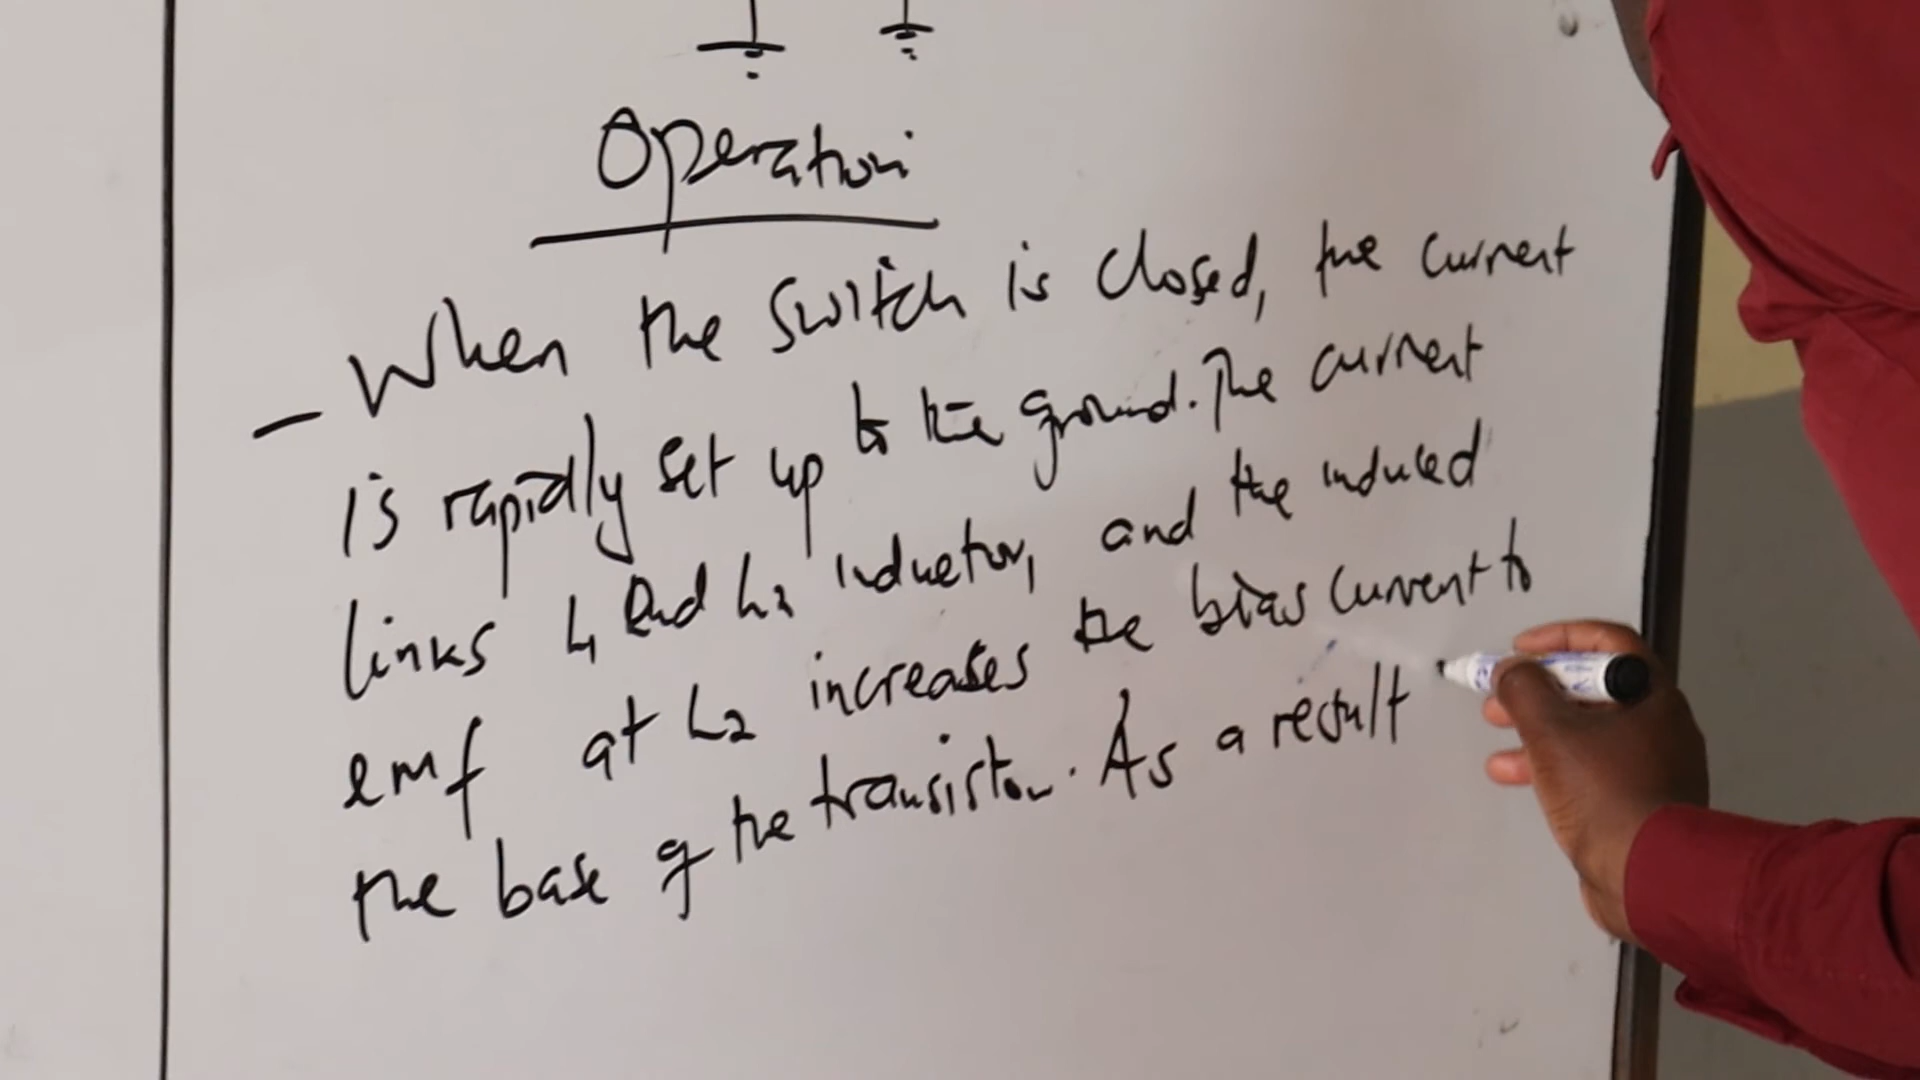 Operation
– When the switch is closed, the current
is rapidly set up to the ground. The current
links L1 and L2 inductor, and the induced
emf at L2 increases the bias current to
the base of the transistor. As a result